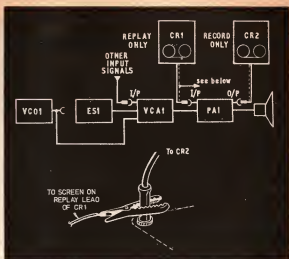 REPLAY ONLY
CR1
RECORD ONLY
CR2
OTHER INPUT SIGNALS
see below
I/P
I/P
O/P
VCO1
ES1
VCA1
PA1
To CR2
TO SCREEN ON REPLAY LEAD OF CR1